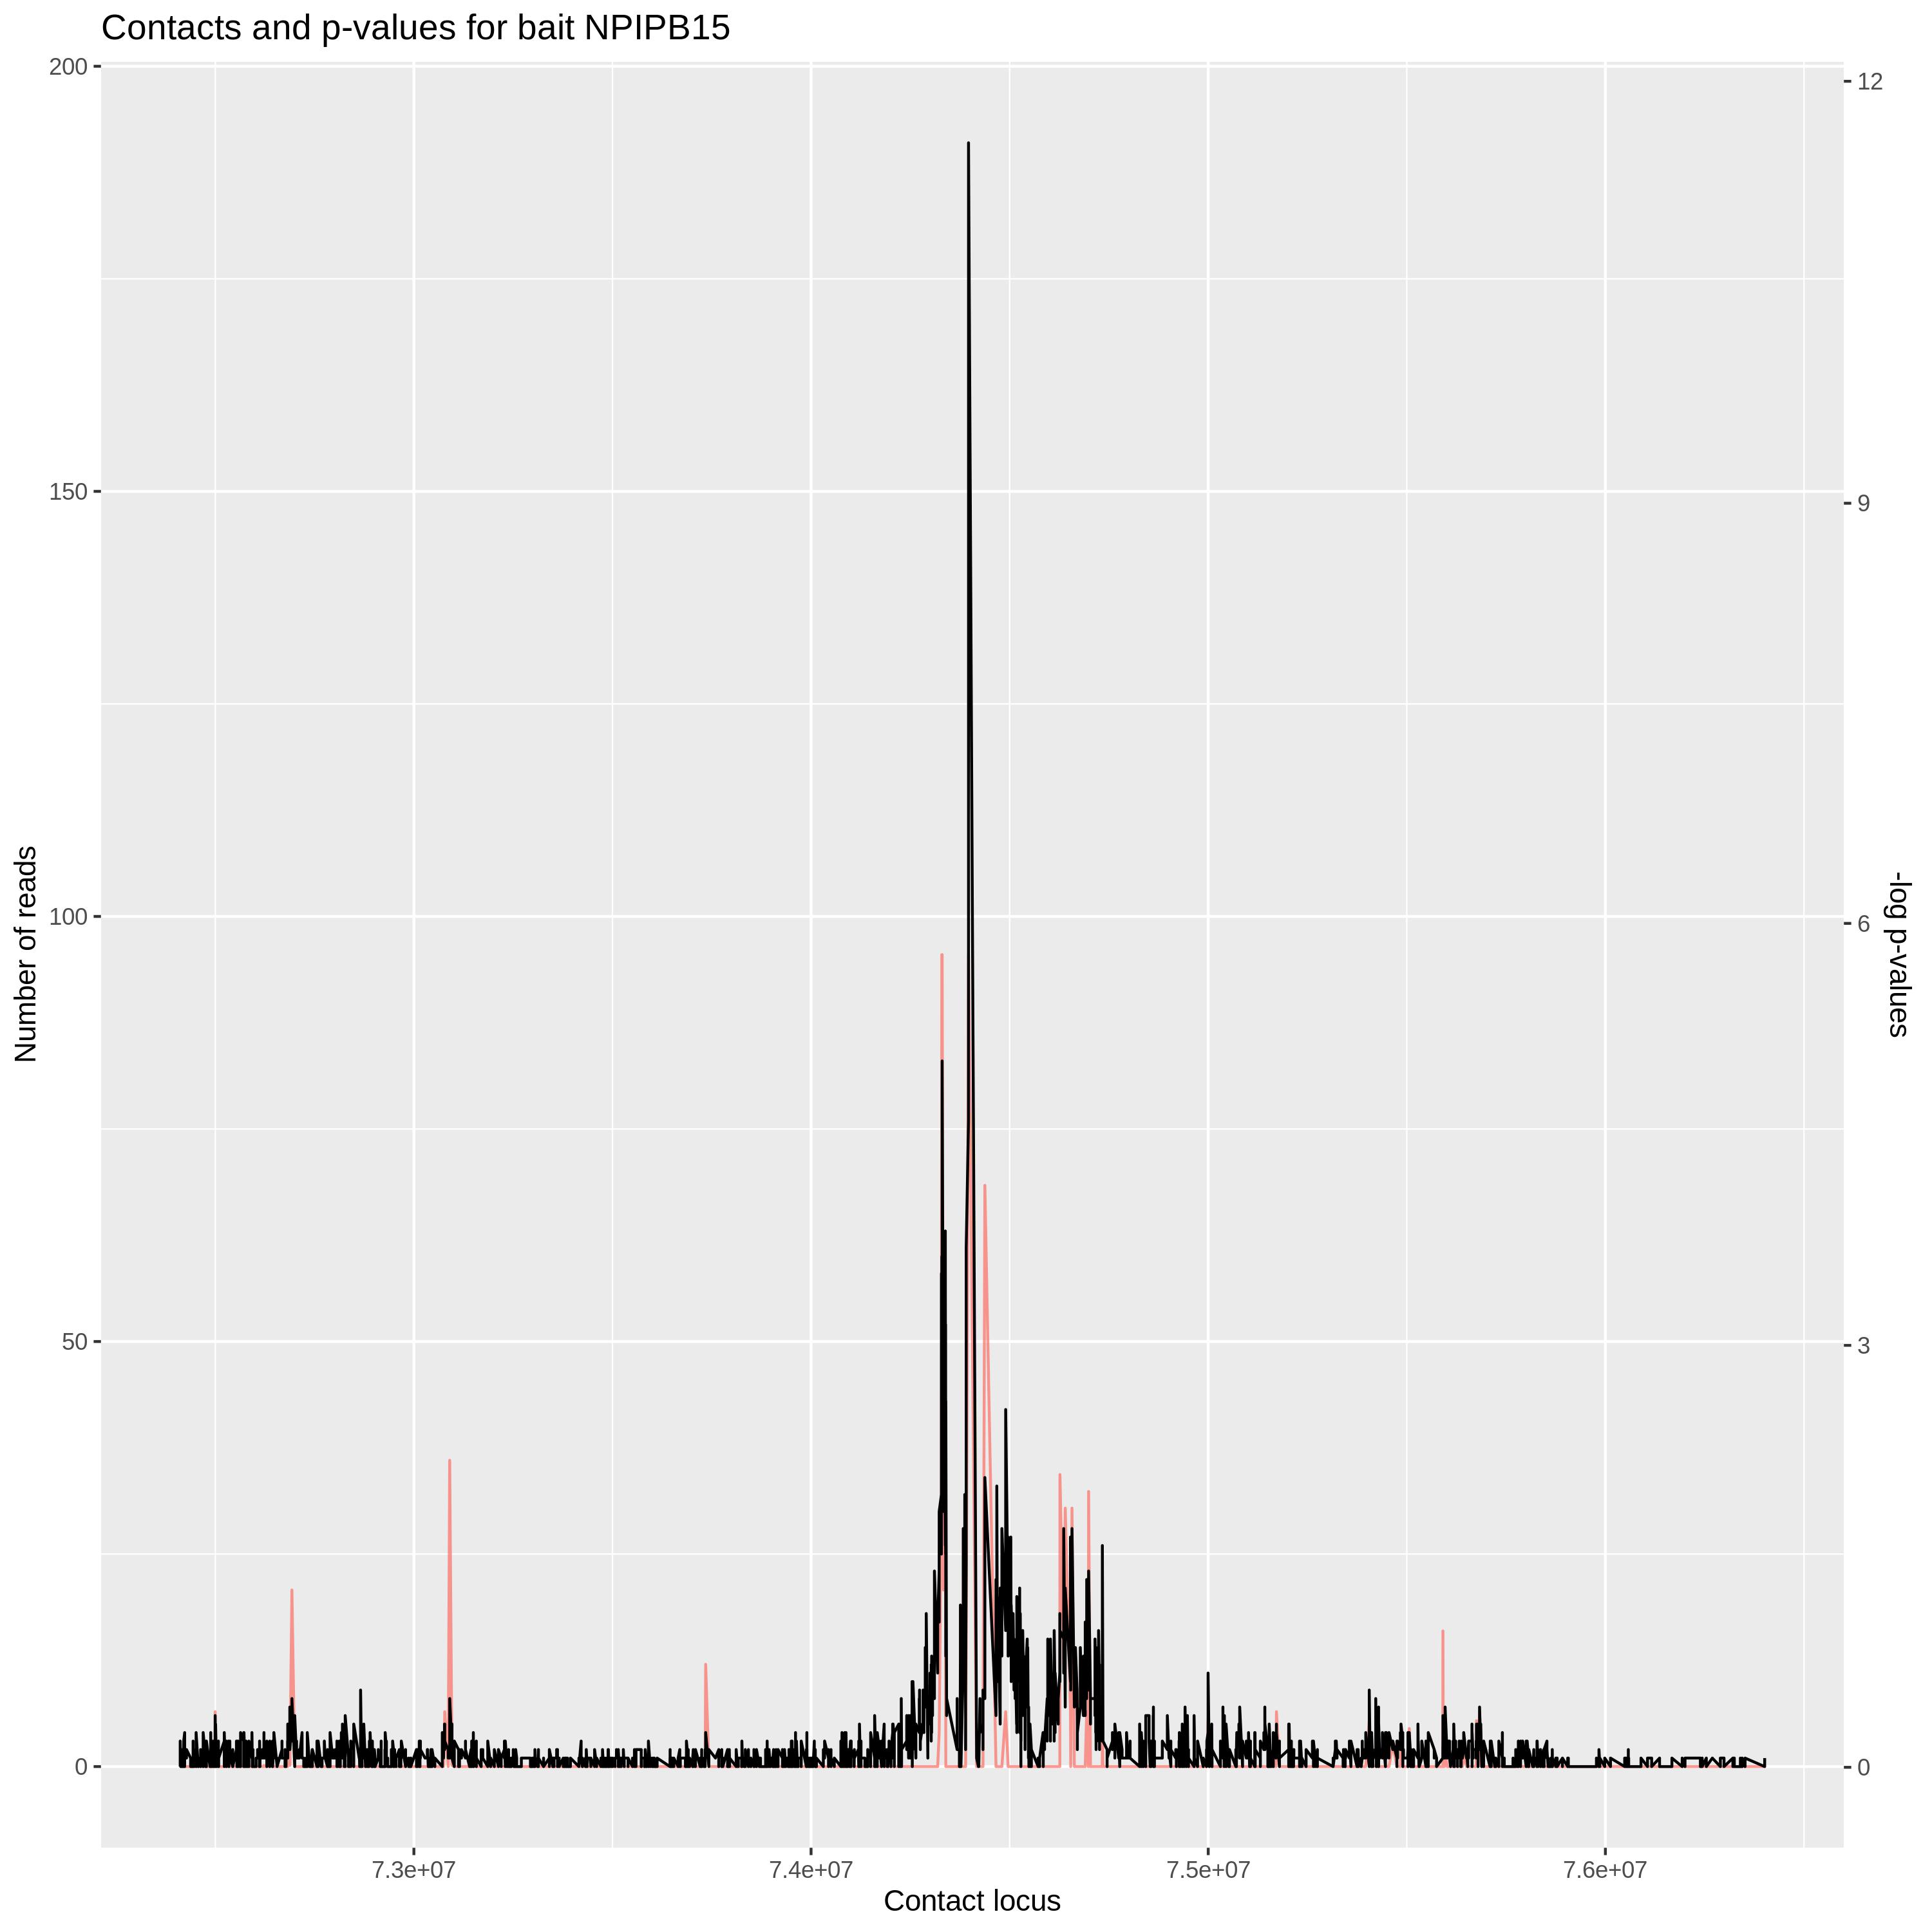 Contacts and p-values for bait NPIPB15
200
150
100
50
0
12
9
6
3
0
Number of reads
-log p-values
7.3e+07 7.4e+07 7.5e+07 7.6e+07
Contact locus